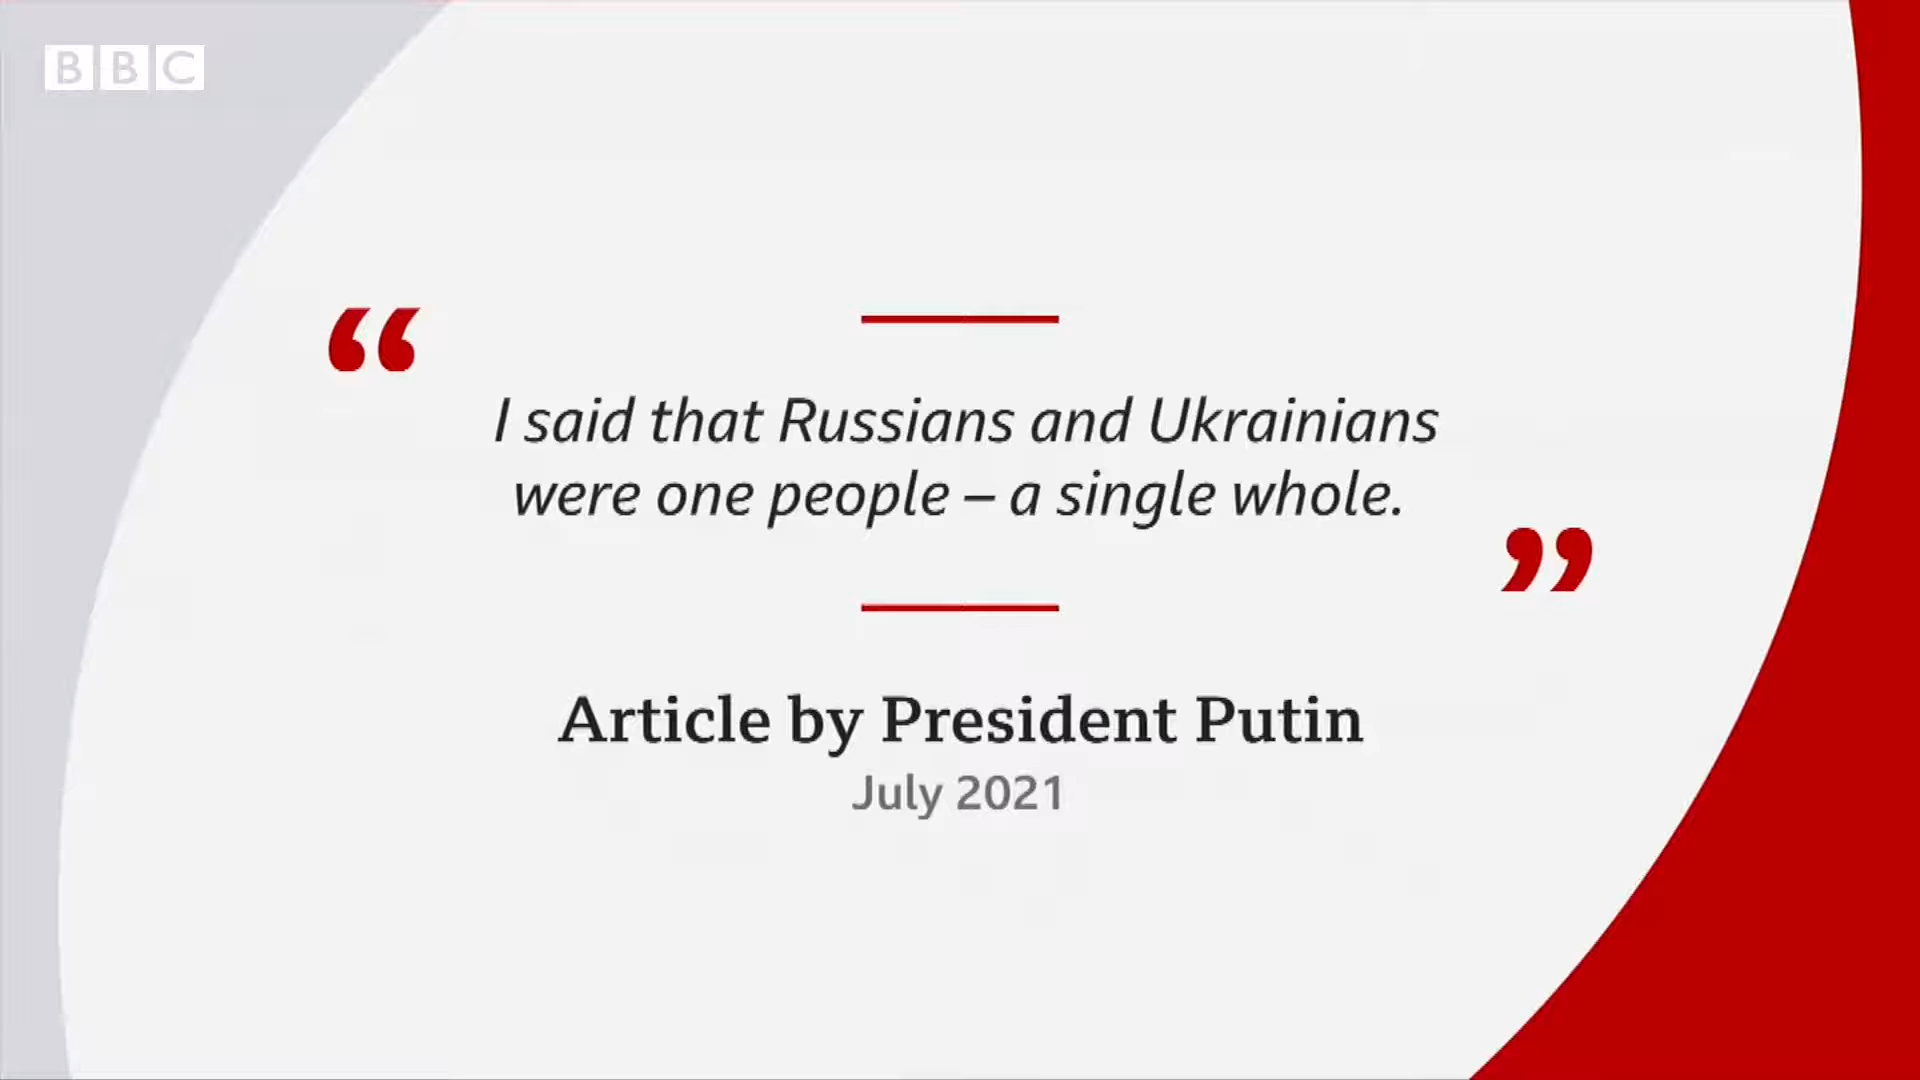 BBC
“
I said that Russians and Ukrainians
were one people – a single whole.
”
Article by President Putin
July 2021